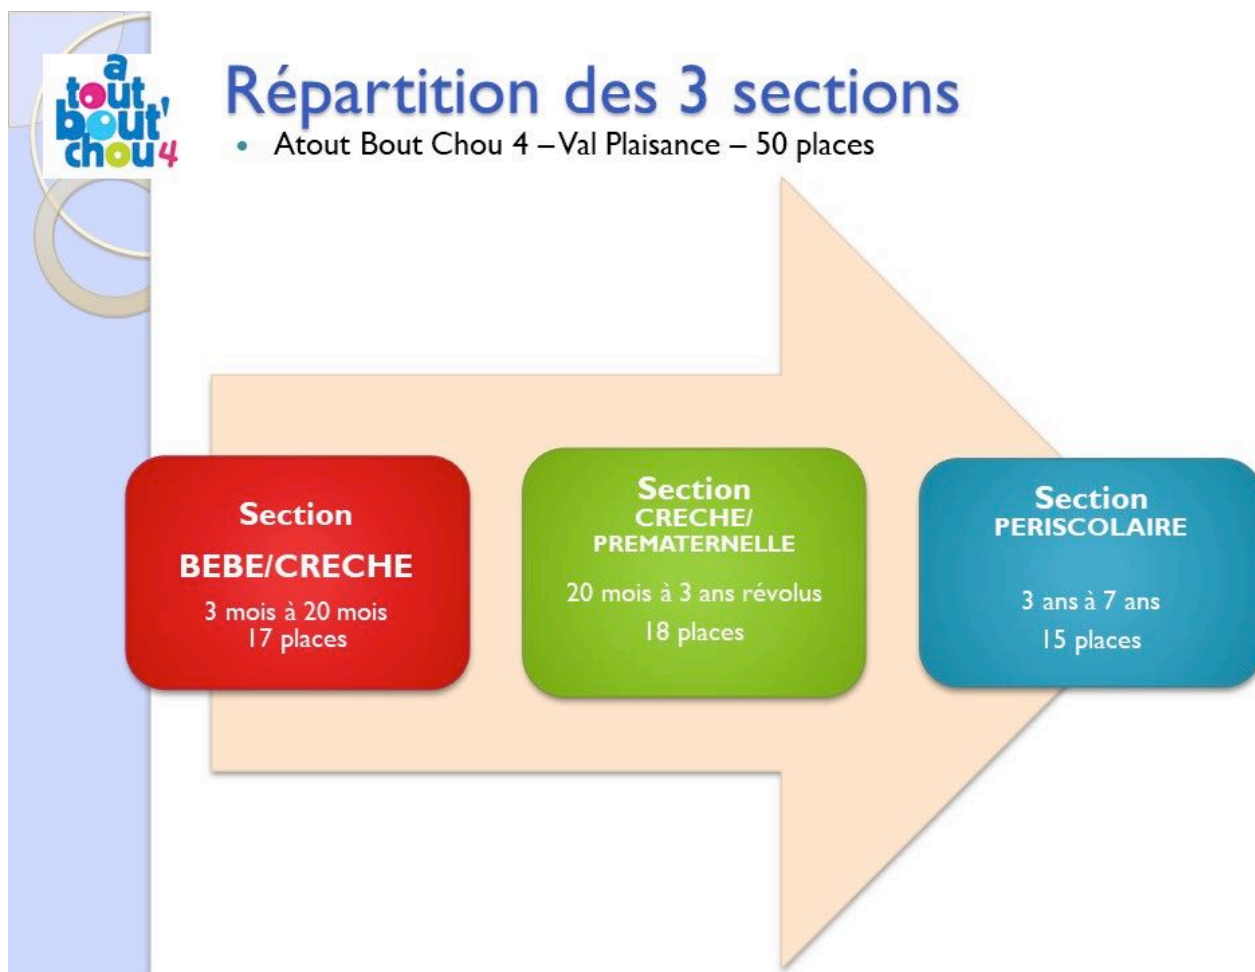 a
tout
bout'
chou 4
Répartition des 3 sections
• Atout Bout Chou 4 – Val Plaisance – 50 places
Section
BEBE/CRECHE
3 mois à 20 mois
17 places
Section
CRECHE/
PREMATERNELLE
20 mois à 3 ans révolus
18 places
Section
PERISCOLAIRE
3 ans à 7 ans
15 places